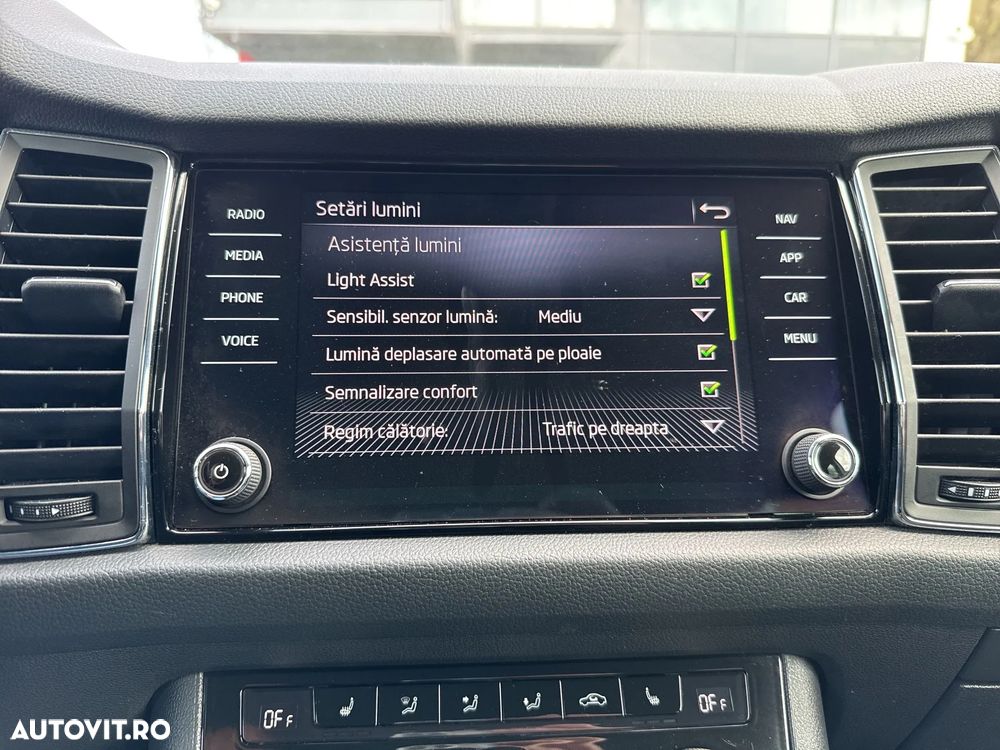 RADIO
MEDIA
PHONE
VOICE
Setări lumini
Asistență lumini
Light Assist
Sensibil. senzor lumină: Mediu
Lumină deplasare automată pe ploaie
Semnalizare confort
Regim călătorie: Trafic pe dreapta
NAV
APP
CAR
MENU
OFF
OFF
AUTOVIT.RO